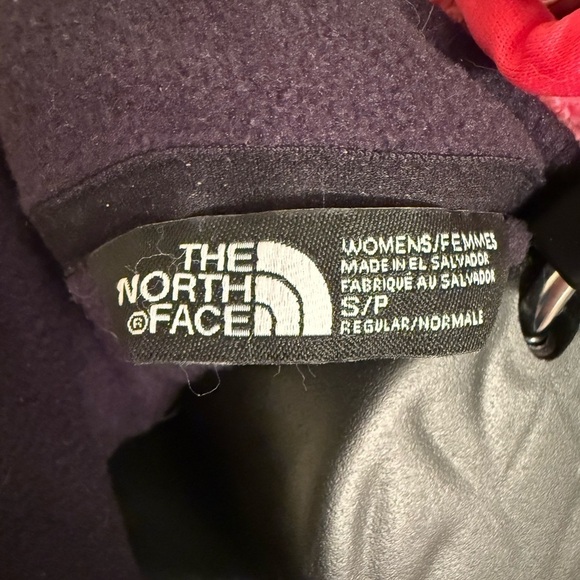 THE
NORTH
®FACE
WOMENS/FEMMES
MADE IN EL SALVADOR
FABRIQUÉ AU SALVADOR
S/P
REGULAR/NORMALE